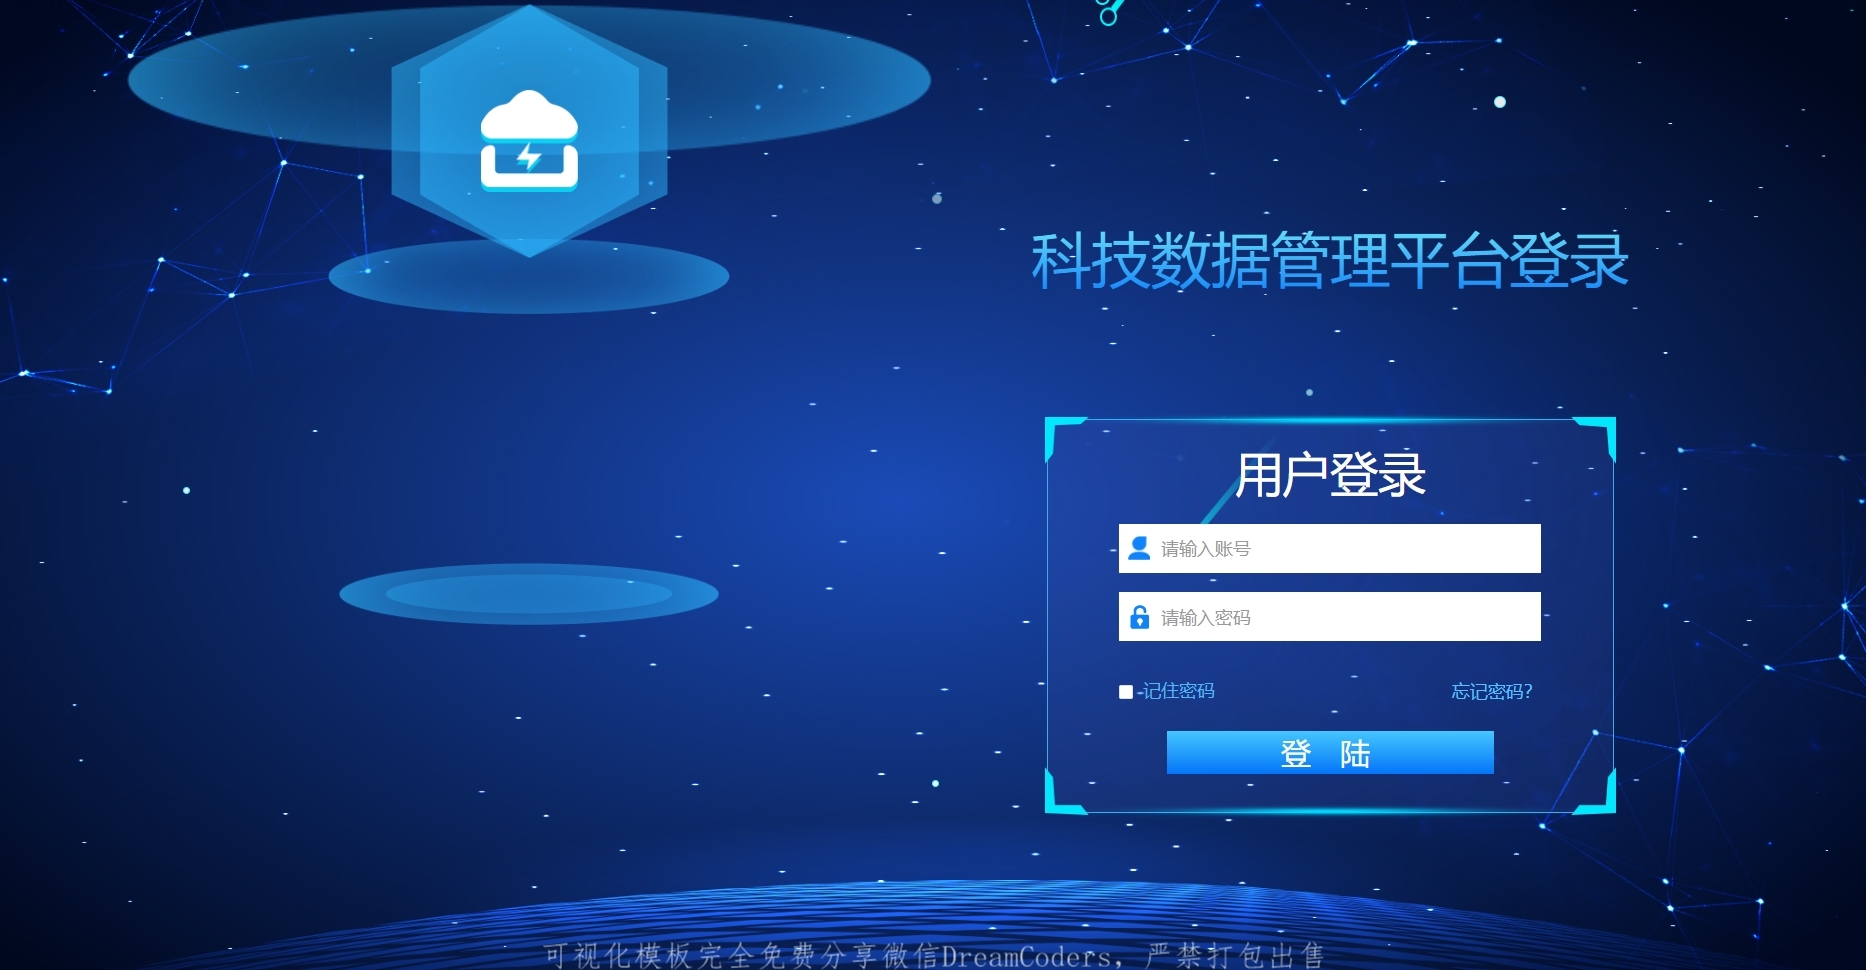 科技数据管理平台登录
用户登录
请输入账号
请输入密码
记住密码 忘记密码?
登 陆
可视化模板完全免费分享微信DreamCoders，严禁打包出售